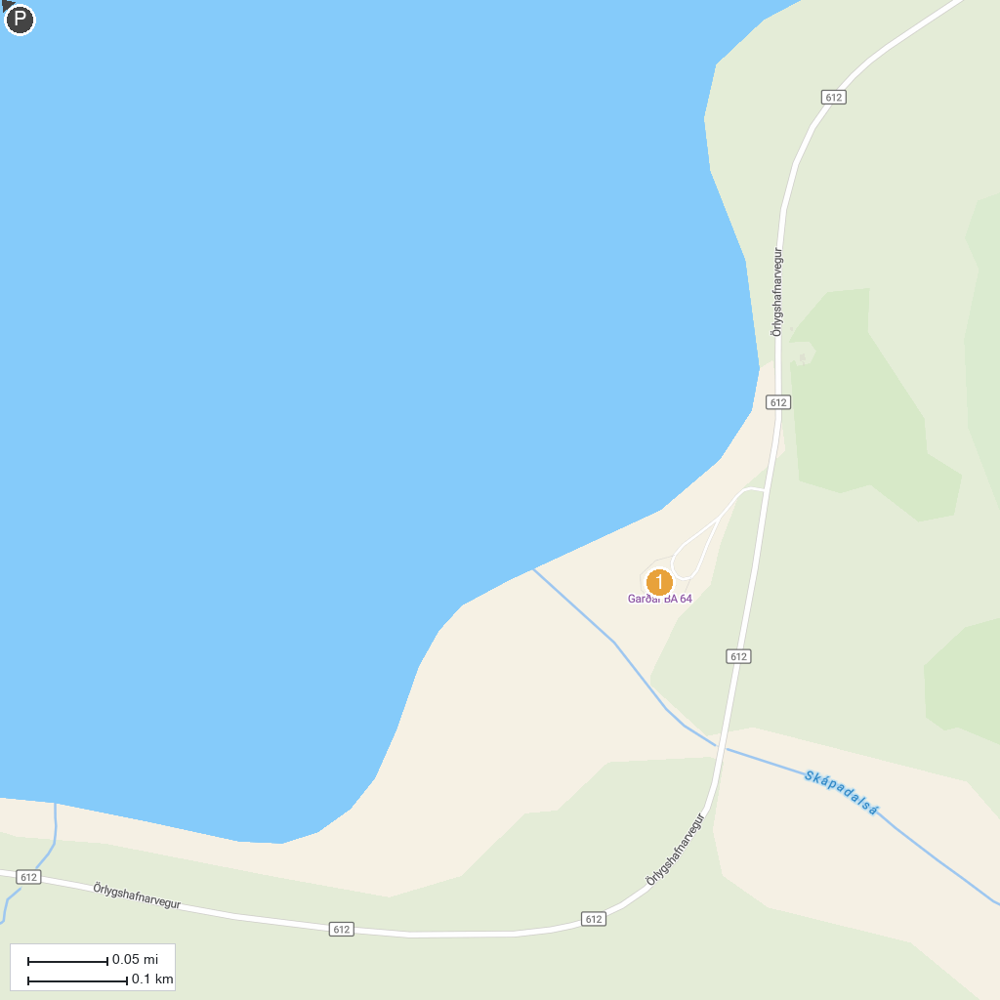 P
612
Örlygshafnarvegur
612
1
Garðar BA 64
612
Skápadalsá
Örlygshafnarvegur
612
Örlygshafnarvegur
612
612
0.05 mi
0.1 km